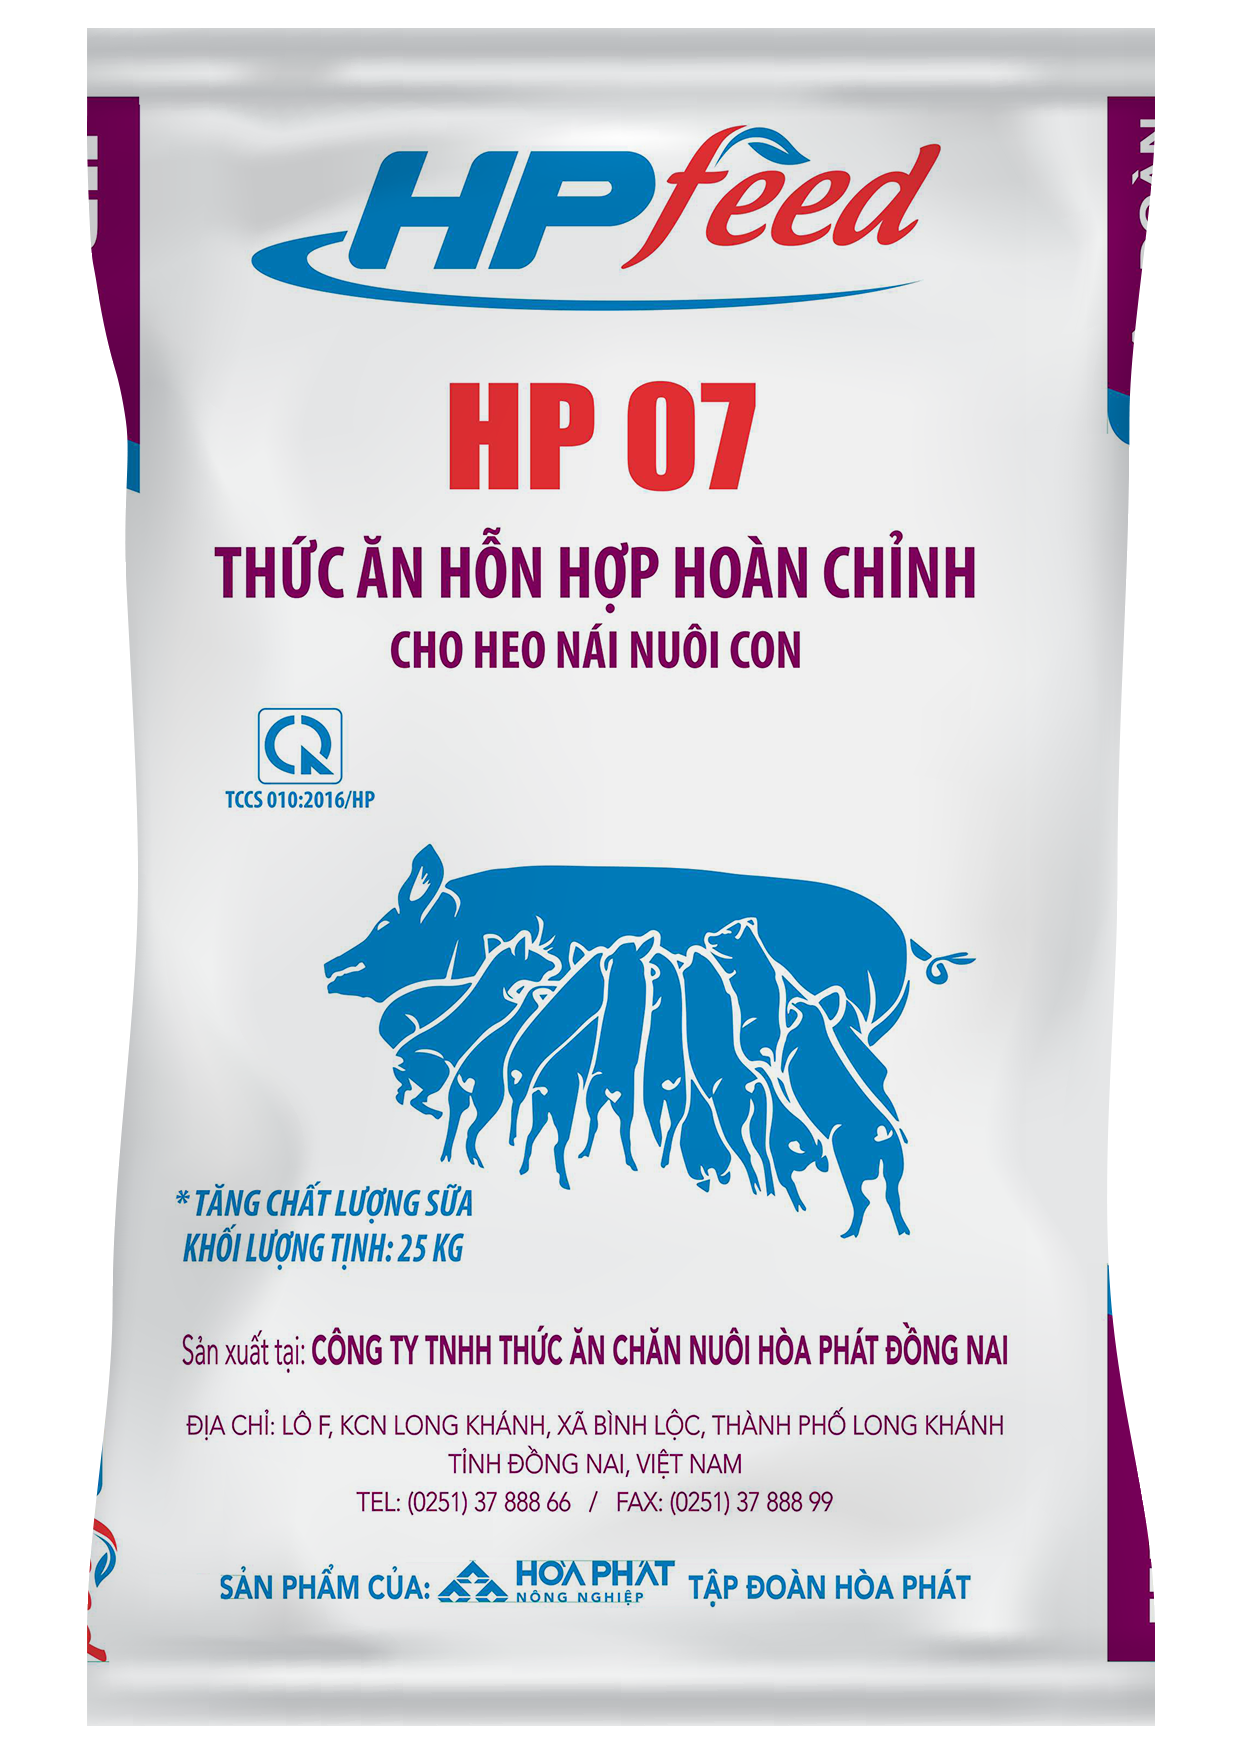 HPfeed
HP 07
THỨC ĂN HỖN HỢP HOÀN CHỈNH
CHO HEO NÁI NUÔI CON
CR
TCCS 010:2016/HP
* TĂNG CHẤT LƯỢNG SỮA
KHỐI LƯỢNG TỊNH: 25 KG
Sản xuất tại: CÔNG TY TNHH THỨC ĂN CHĂN NUÔI HÒA PHÁT ĐỒNG NAI
ĐỊA CHỈ: LÔ F, KCN LONG KHÁNH, XÃ BÌNH LỘC, THÀNH PHỐ LONG KHÁNH
TỈNH ĐỒNG NAI, VIỆT NAM
TEL: (0251) 37 888 66 / FAX: (0251) 37 888 99
SẢN PHẨM CỦA: HÒA PHÁT NÔNG NGHIỆP TẬP ĐOÀN HÒA PHÁT